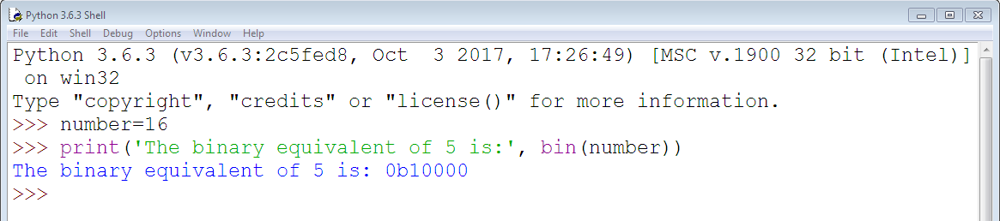 Python 3.6.3 Shell
File Edit Shell Debug Options Window Help
Python 3.6.3 (v3.6.3:2c5fed8, Oct  3 2017, 17:26:49) [MSC v.1900 32 bit (Intel)]
 on win32
Type "copyright", "credits" or "license()" for more information.
>>> number=16
>>> print('The binary equivalent of 5 is:', bin(number))
The binary equivalent of 5 is: 0b10000
>>>